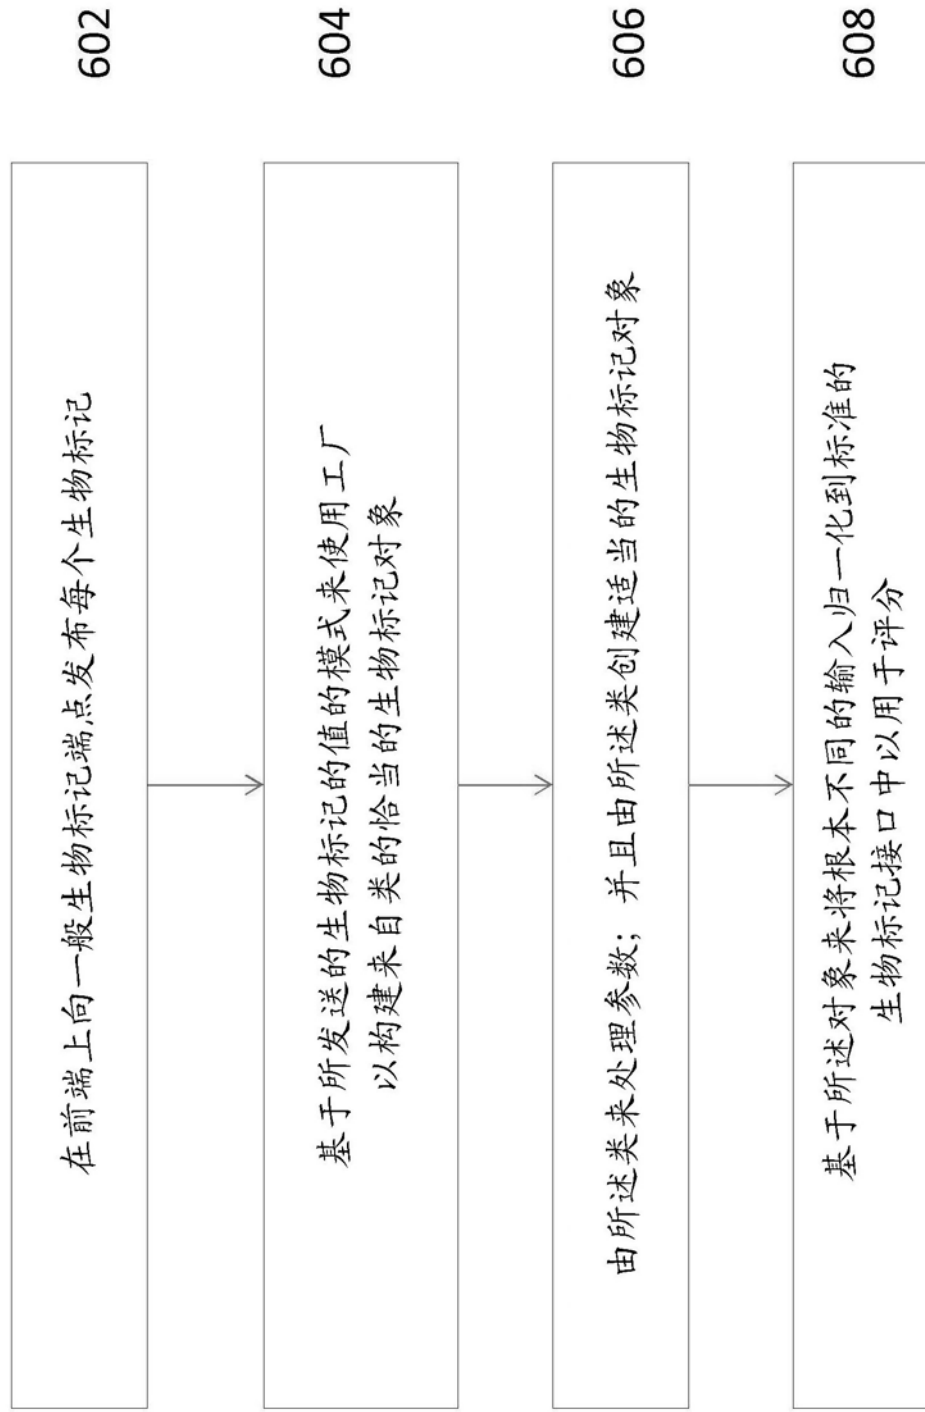 在前端上向一般生物标记端点发布每个生物标记
602
基于所发送的生物标记的值的模式来使用工厂
以构建来自类的恰当的生物标记对象
604
由所述类来处理参数；并且由所述类创建适当的生物标记对象
606
基于所述对象来将根本不同的输入归一化到标准的
生物标记接口中以用于评分
608